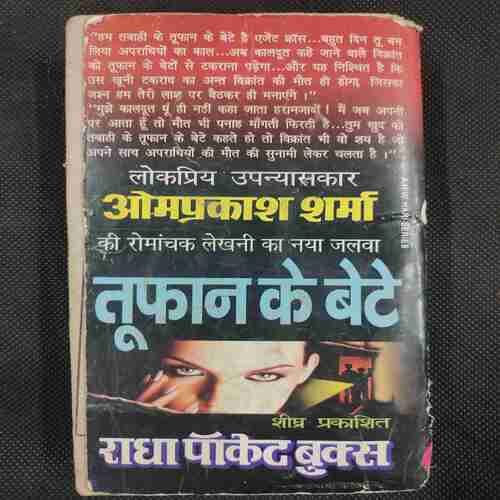 "हम तबाही के तूफान के बेटे है एजेंट क्रॉस...बहुत दिन तू बन
लिया अपराधियों का काल...अब कालदूत कहे जाने वाले विक्रांत
को तूफान के बेटों से टकराना पड़ेगा...और यह निश्चित है कि
उस खूनी टकराव का अन्त विक्रांत की मौत ही होगा, जिसका
जश्न हम तेरी लाश पर बैठकर ही मनाएंगे ।"
"मुझे कालदूत यूं ही नहीं कहा जाता हरामजादों ! मैं जब अपनी
पर आता हूँ तो मौत भी पनाह माँगती फिरती है...तुम खुद को
तबाही के तूफान के बेटे कहते हो तो विक्रांत भी वो शय है जो
अपने साथ अपराधियों की मौत की सुनामी लेकर चलता है ।"
लोकप्रिय उपन्यासकार
ओमप्रकाश शर्मा
की रोमांचक लेखनी का नया जलवा
तूफान के बेटे
शीघ्र प्रकाशित
राधा पॉकेट बुक्स